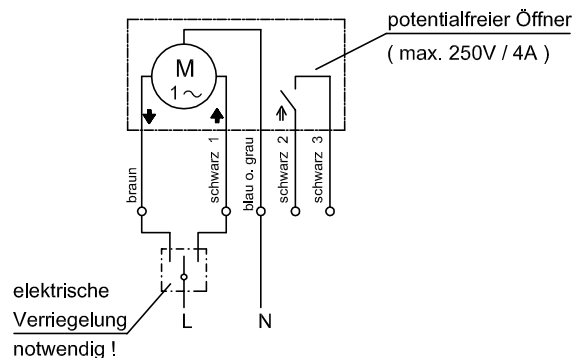 potentialfreier Öffner
( max. 250V / 4A )
M
1~
braun
schwarz 1
blau o. grau
schwarz 2
schwarz 3
elektrische
Verriegelung
notwendig !
L
N